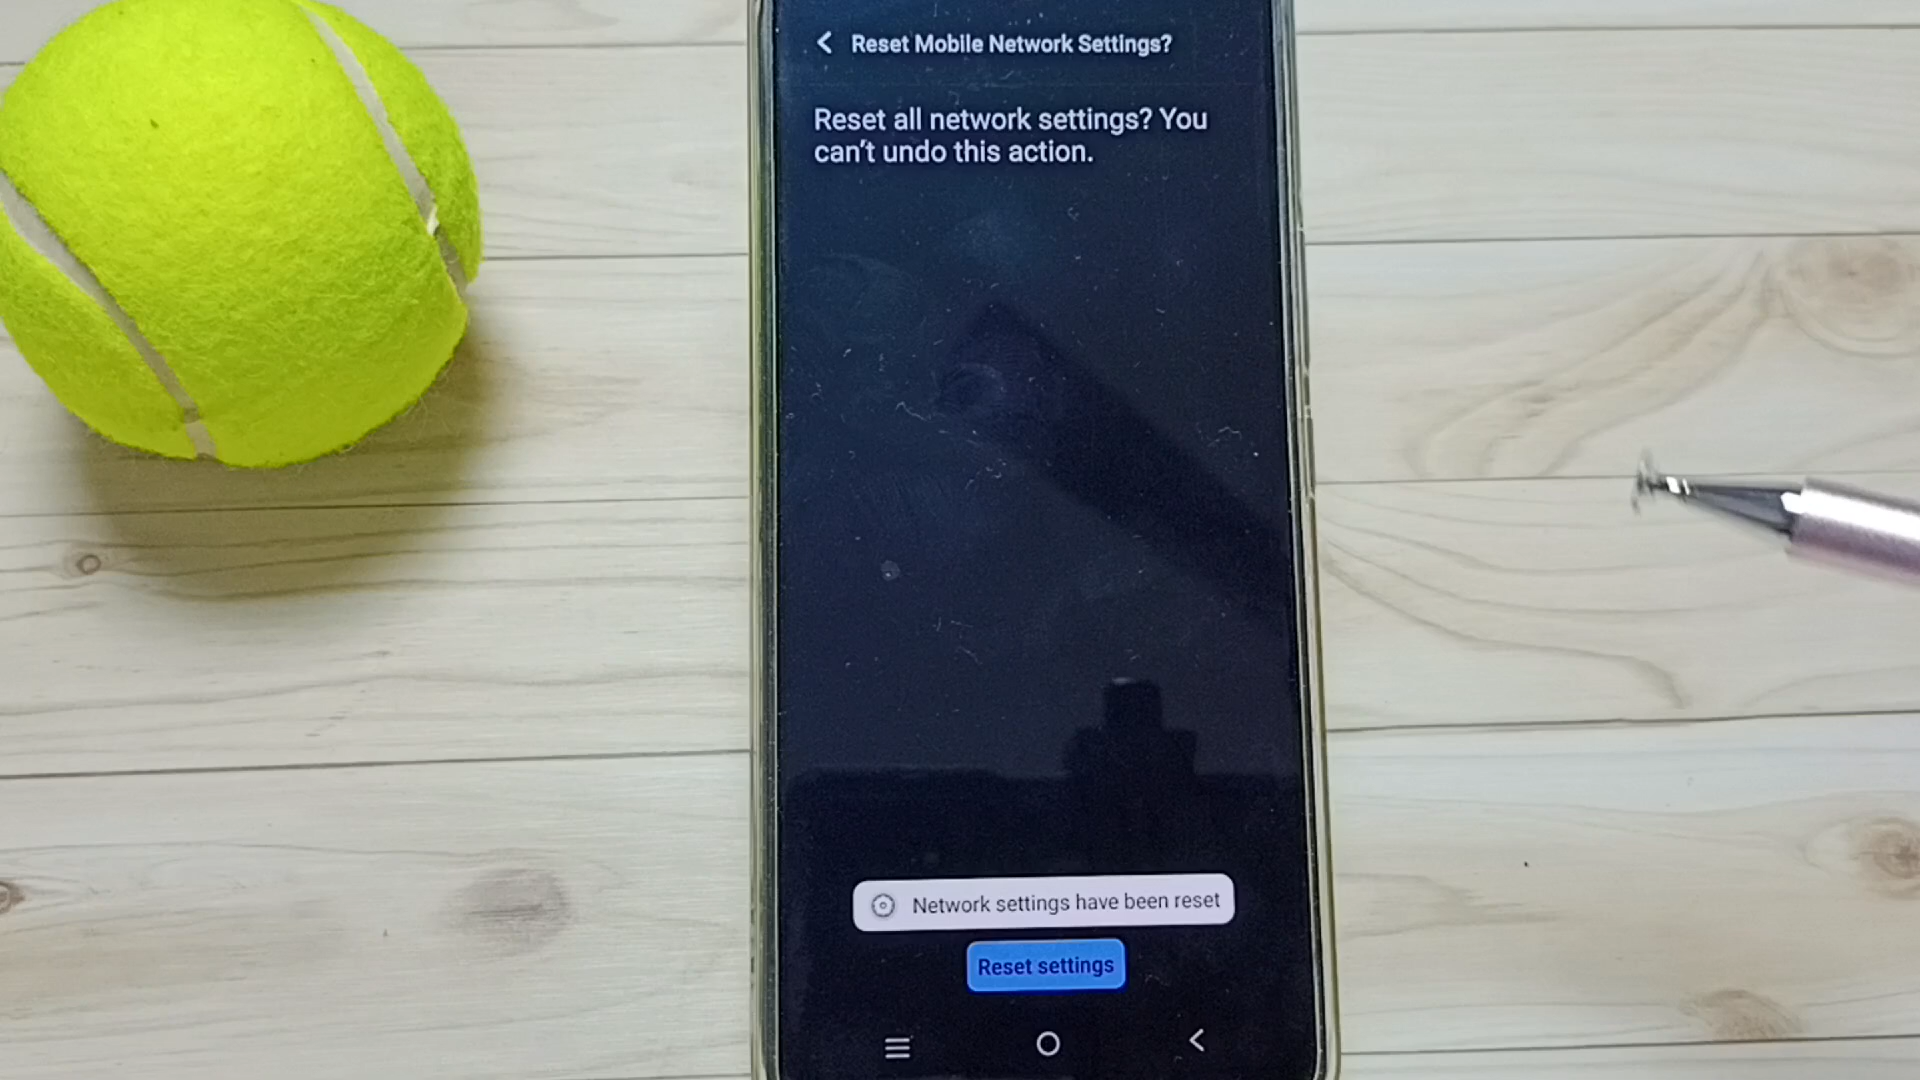 Reset Mobile Network Settings?
Reset all network settings? You
can't undo this action.
Network settings have been reset
Reset settings